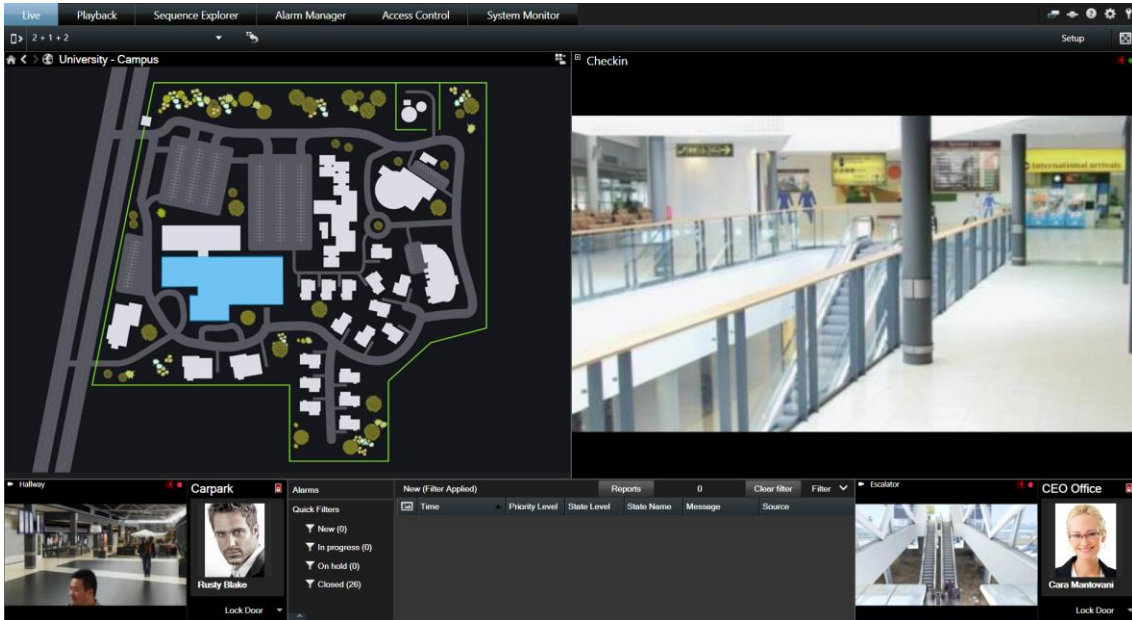 Live Playback Sequence Explorer Alarm Manager Access Control System Monitor
2 + 1 + 2 Setup
University - Campus
Checkin
International arrivals
Hallway
Carpark
Rusty Blake
Lock Door
Alarms
Quick Filters
New (0)
In progress (0)
On hold (0)
Closed (26)
New (Filter Applied) Reports 0 Clear filter Filter
Time Priority Level State Level State Name Message Source
Escalator
CEO Office
Cara Mantovani
Lock Door